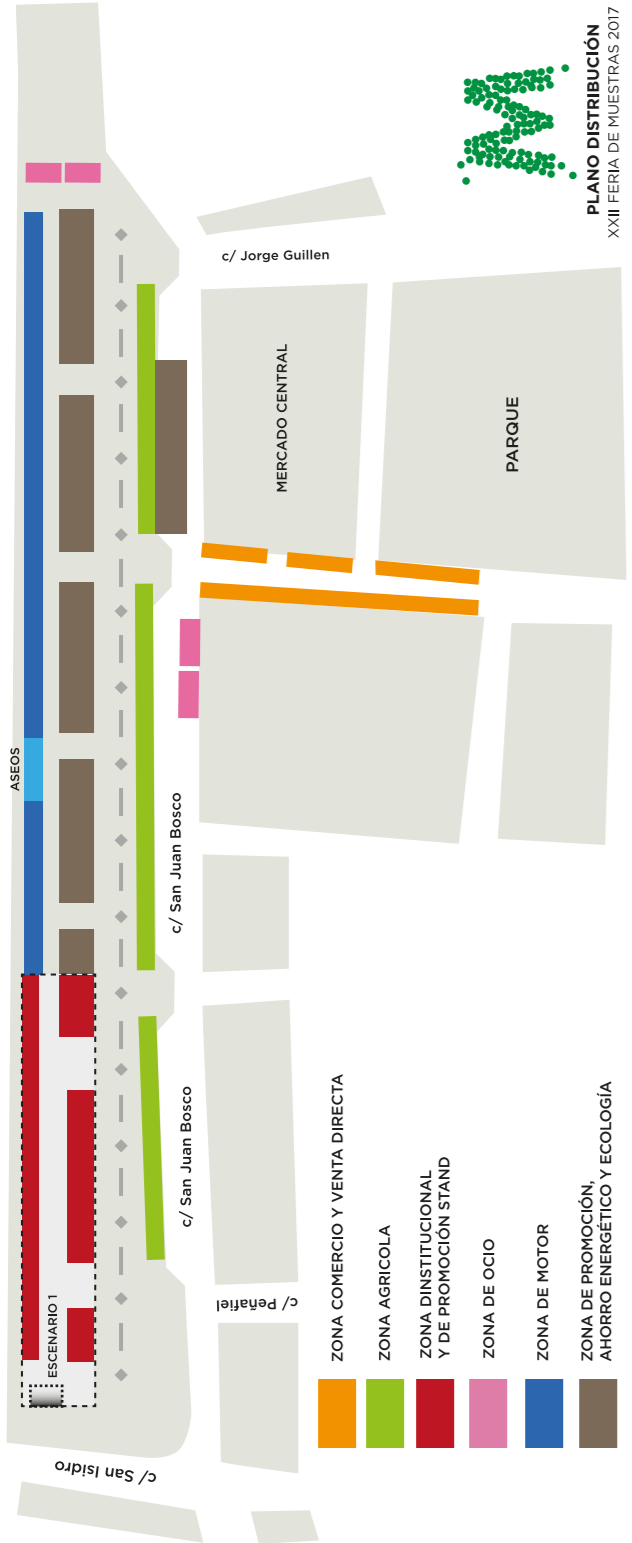 PLANO DISTRIBUCIÓN
XXII FERIA DE MUESTRAS 2017
c/ Jorge Guillen
MERCADO CENTRAL
PARQUE
ASEOS
c/ San Juan Bosco
c/ San Juan Bosco
ESCENARIO 1
c/ Peñafiel
c/ San Isidro
ZONA COMERCIO Y VENTA DIRECTA
ZONA AGRICOLA
ZONA DINSTITUCIONAL
Y DE PROMOCIÓN STAND
ZONA DE OCIO
ZONA DE MOTOR
ZONA DE PROMOCIÓN,
AHORRO ENERGÉTICO Y ECOLOGÍA